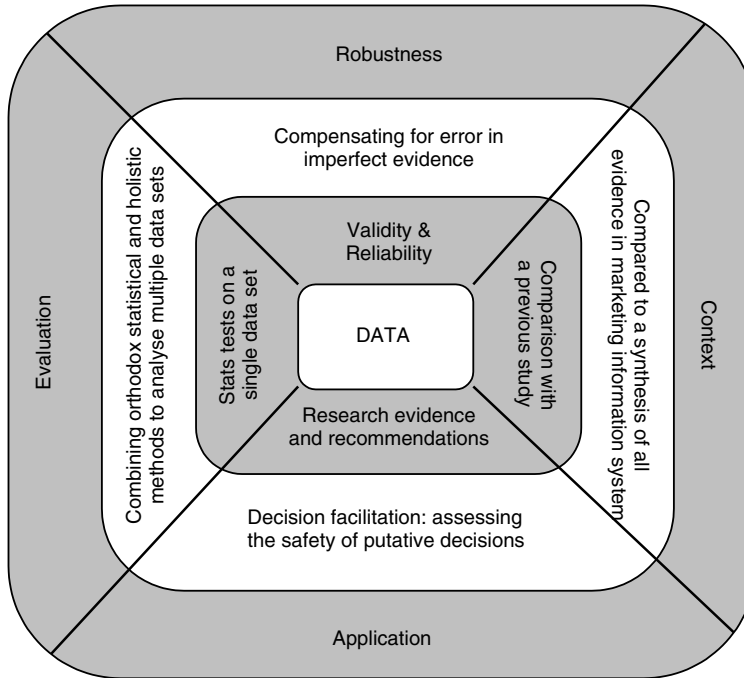 Robustness
Compensating for error in
imperfect evidence
Validity &
Reliability
Evaluation
Combining orthodox statistical and holistic
methods to analyse multiple data sets
Stats tests on a
single data set
DATA
Comparison with
a previous study
Compared to a synthesis of all
evidence in marketing information system
Context
Research evidence
and recommendations
Decision facilitation: assessing
the safety of putative decisions
Application